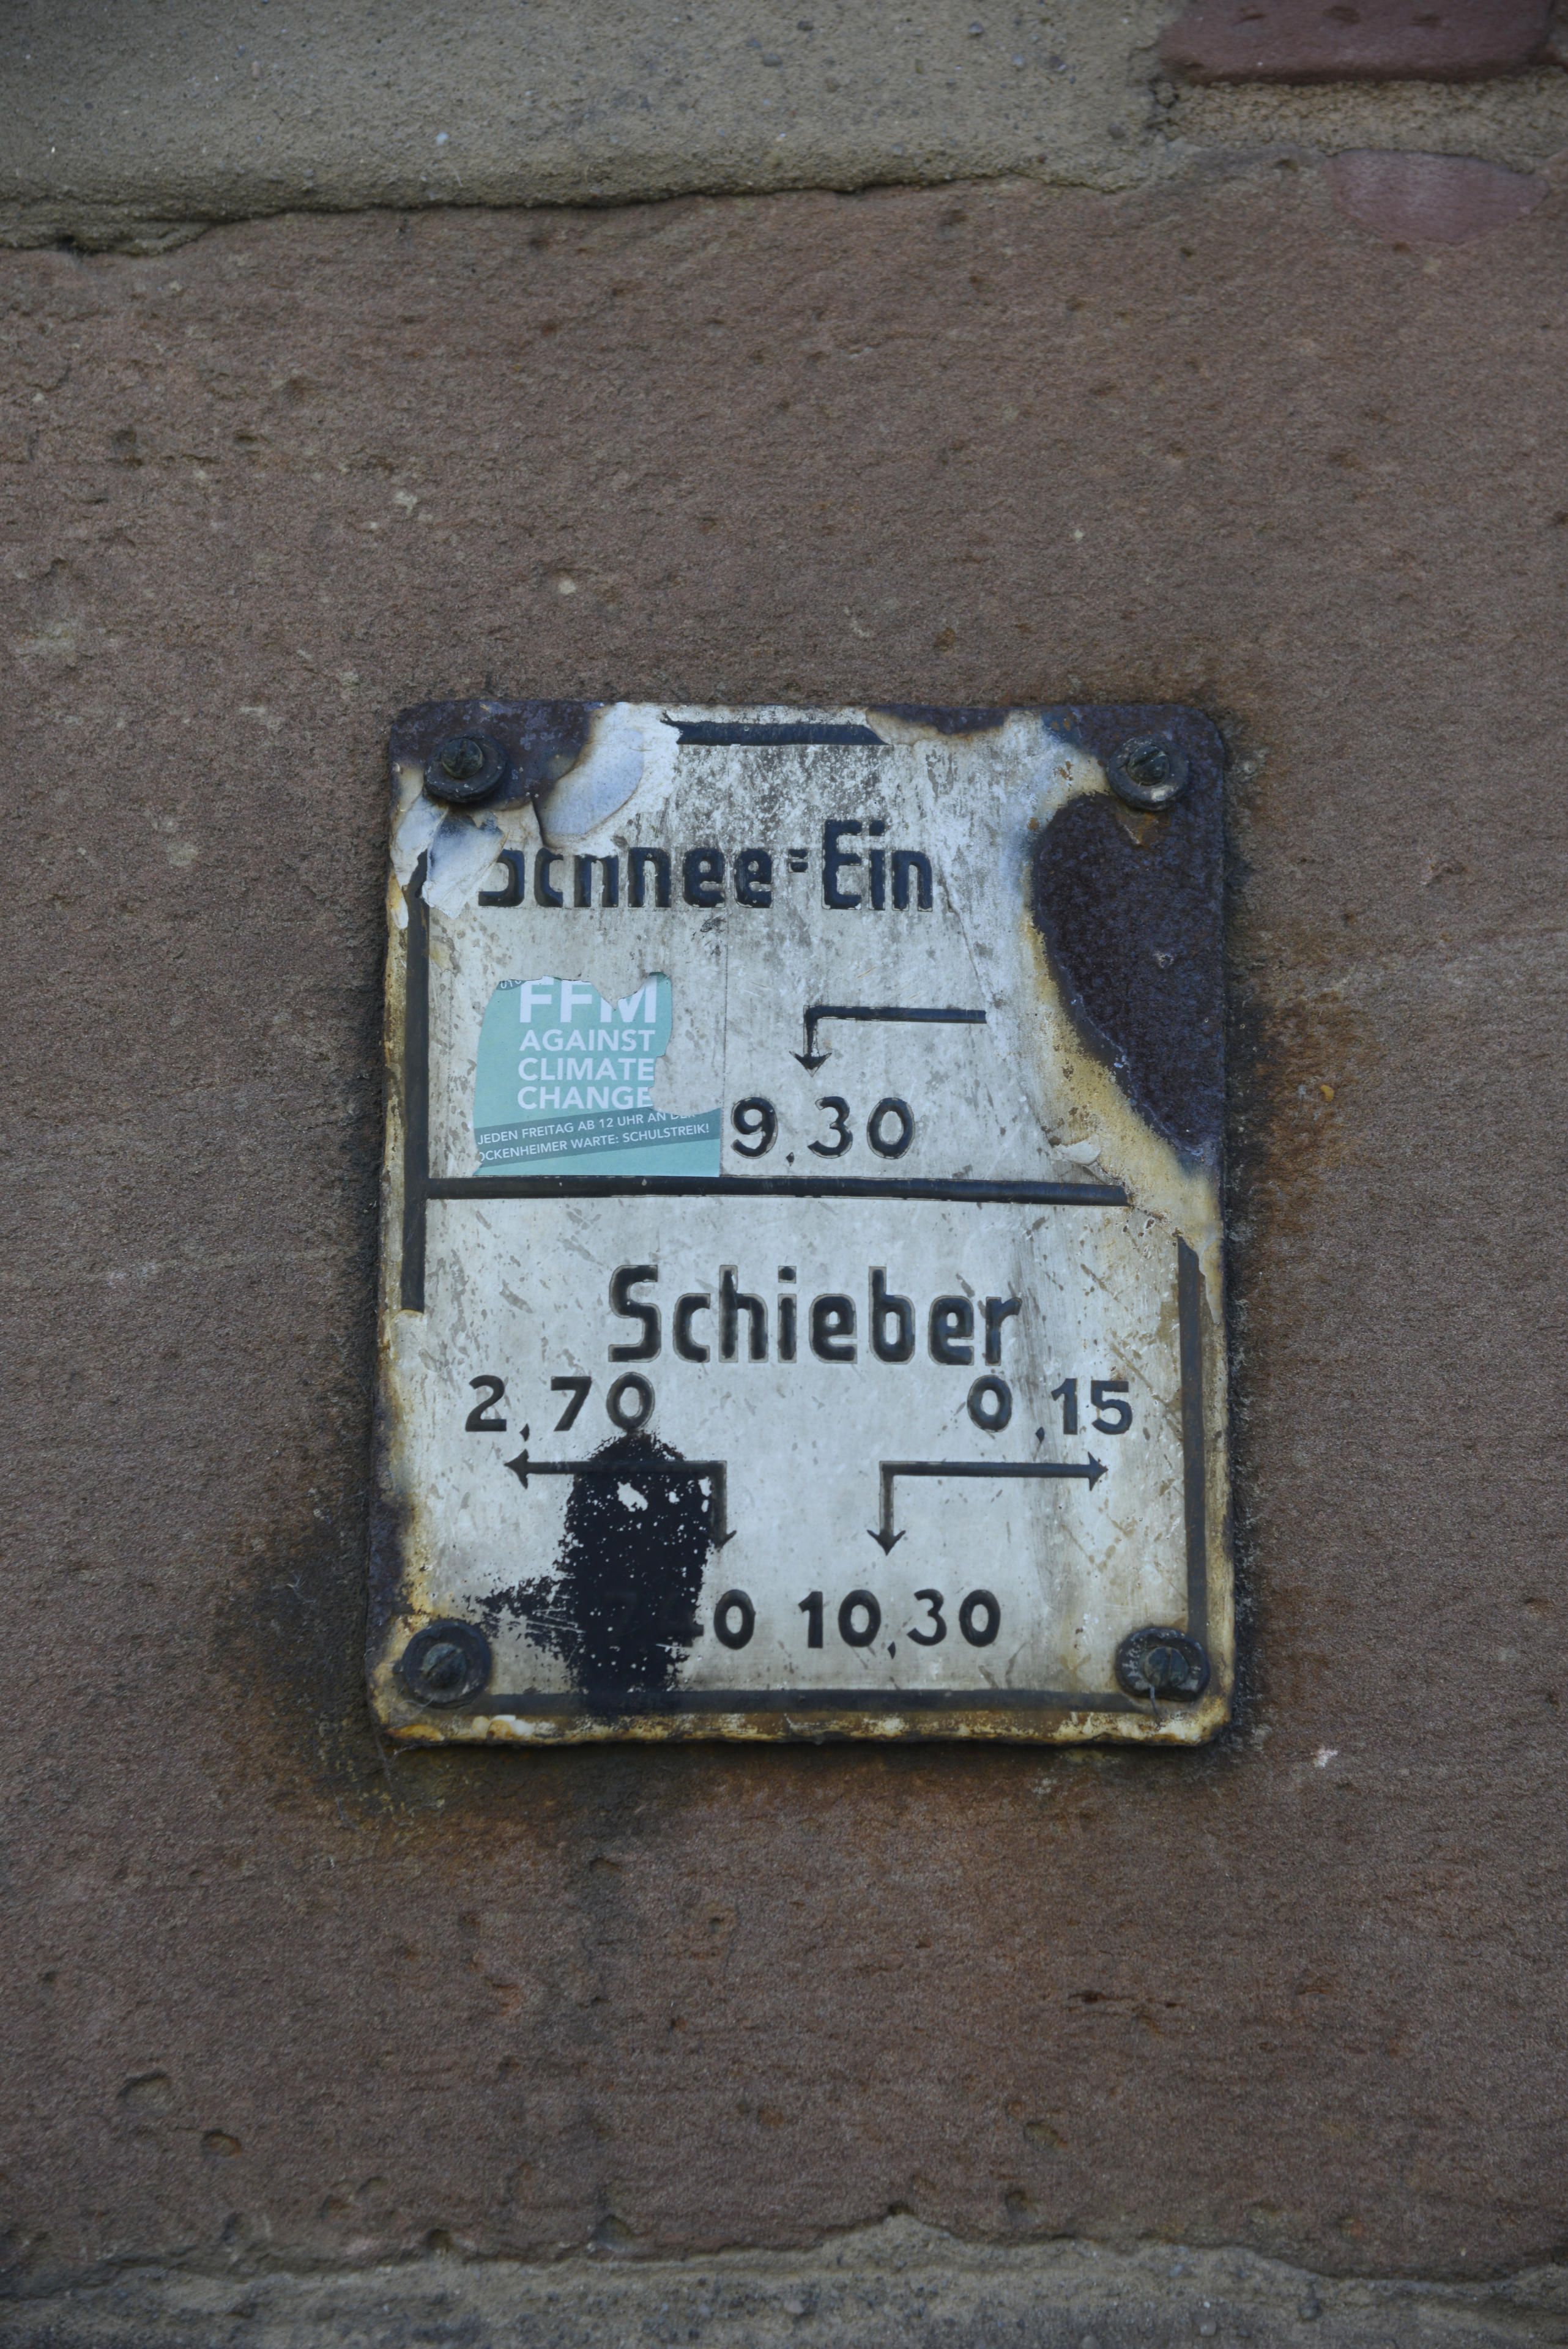 Schnee=Ein
FFM
AGAINST
CLIMATE
CHANGE
JEDEN FREITAG AB 12 UHR AN DER
OCKENHEIMER WARTE: SCHULSTREIK!
9,30
Schieber
2,70 0,15
10,30